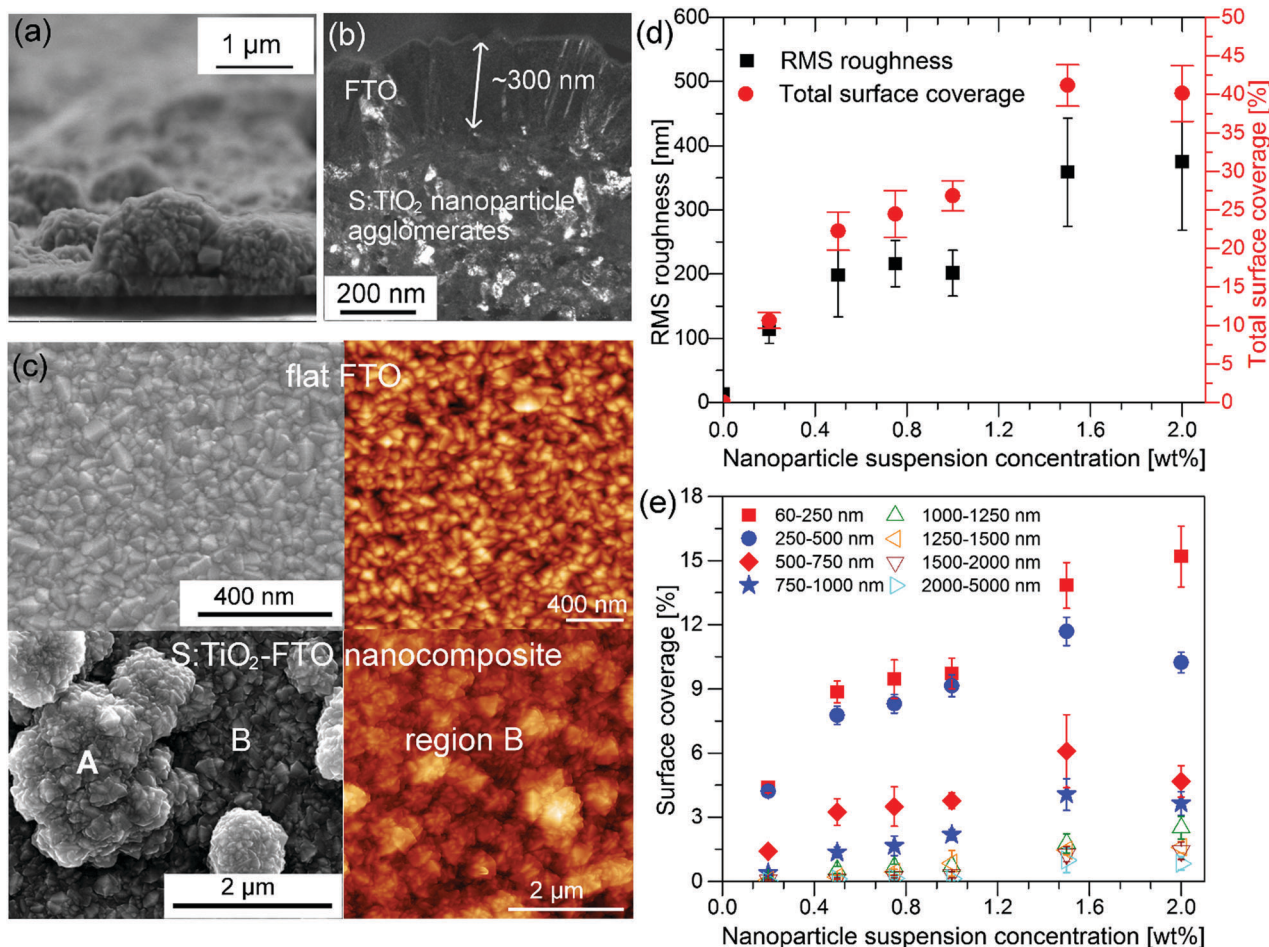 (a)
1 µm
(b)
~300 nm
FTO
S:TiO₂ nanoparticle
agglomerates
200 nm
(c)
flat FTO
400 nm
400 nm
S:TiO₂-FTO nanocomposite
A
B
region B
2 µm
2 µm
(d)
RMS roughness
Total surface coverage
600
500
400
300
200
100
0
RMS roughness [nm]
50
45
40
35
30
25
20
15
10
5
0
Total surface coverage [%]
0.0 0.4 0.8 1.2 1.6 2.0
Nanoparticle suspension concentration [wt%]
(e)
60-250 nm 1000-1250 nm
250-500 nm 1250-1500 nm
500-750 nm 1500-2000 nm
750-1000 nm 2000-5000 nm
18
15
12
9
6
3
0
Surface coverage [%]
0.0 0.4 0.8 1.2 1.6 2.0
Nanoparticle suspension concentration [wt%]